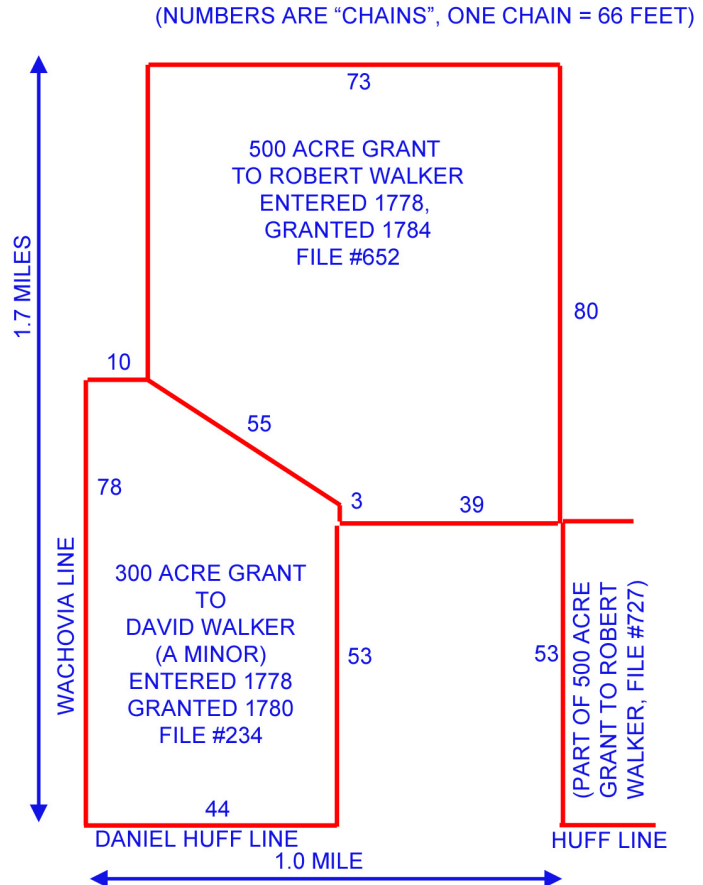 (NUMBERS ARE “CHAINS”, ONE CHAIN = 66 FEET)
73
500 ACRE GRANT
TO ROBERT WALKER
ENTERED 1778,
GRANTED 1784
FILE #652
1.7 MILES
80
10
55
78
3
39
WACHOVIA LINE
300 ACRE GRANT
TO
DAVID WALKER
(A MINOR)
ENTERED 1778
GRANTED 1780
FILE #234
53
53
(PART OF 500 ACRE
GRANT TO ROBERT
WALKER, FILE #727)
44
DANIEL HUFF LINE
HUFF LINE
1.0 MILE